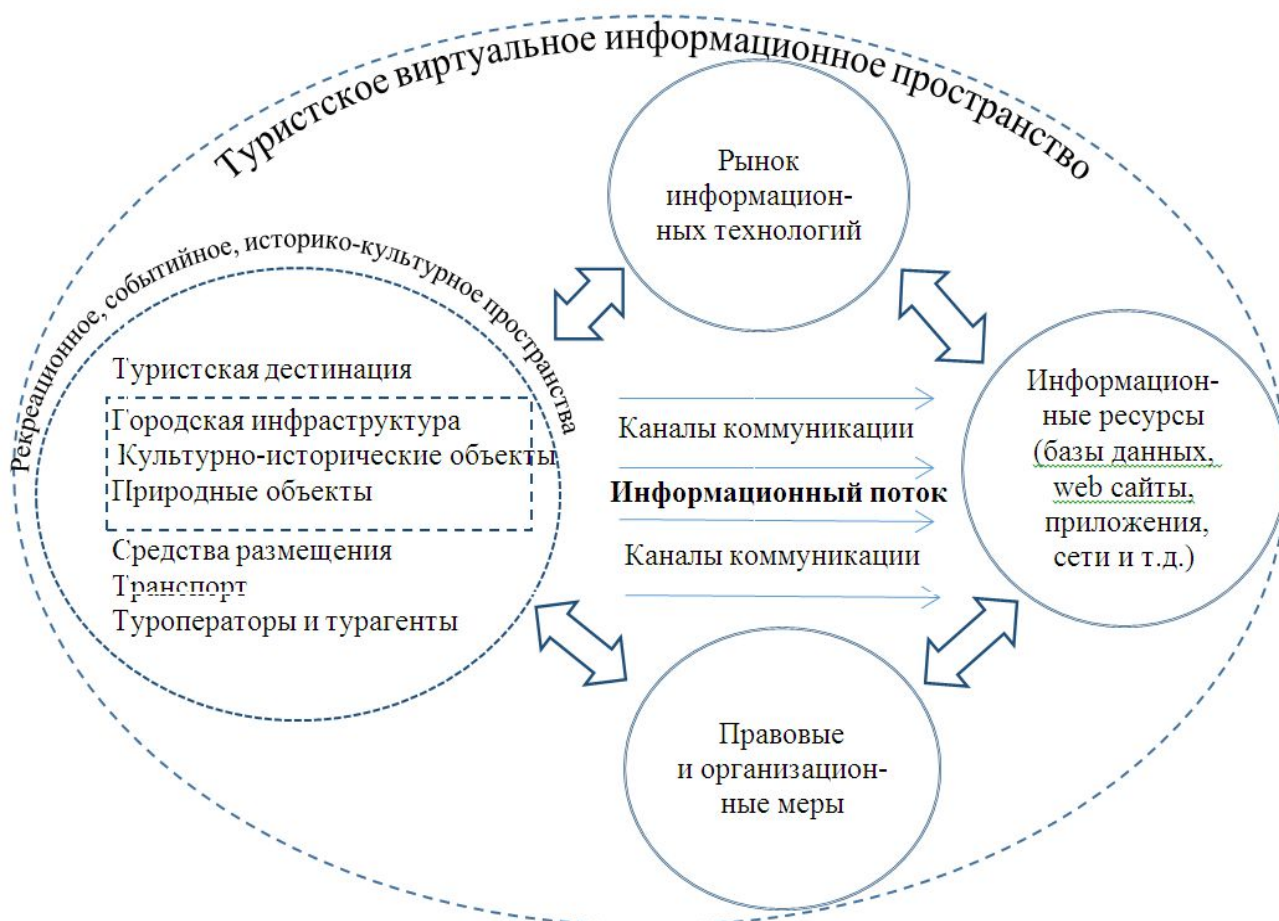 Туристское виртуальное информационное пространство
Рынок
информацион-
ных технологий
Рекреационное, событийное, историко-культурное пространства
Туристская дестинация
Городская инфраструктура
Культурно-исторические объекты
Природные объекты
Средства размещения
Транспорт
Туроператоры и турагенты
Каналы коммуникации
Информационный поток
Каналы коммуникации
Информацион-
ные ресурсы
(базы данных,
web сайты,
приложения,
сети и т.д.)
Правовые
и организацион-
ные меры